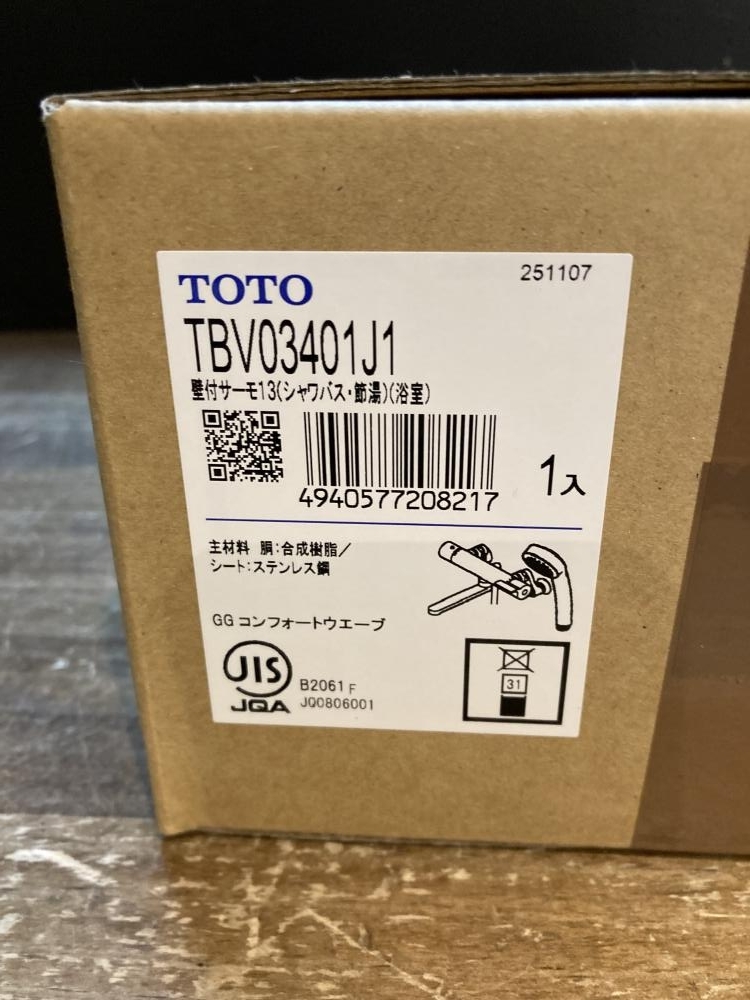 TOTO
251107
TBV03401J1
壁付サーモ13(シャワバス・節湯)(浴室)
4940577208217
1入
主材料 胴:合成樹脂/
シート:ステンレス鋼
GG コンフォートウエーブ
JIS
B2061 F
JQA
JQ0806001
31